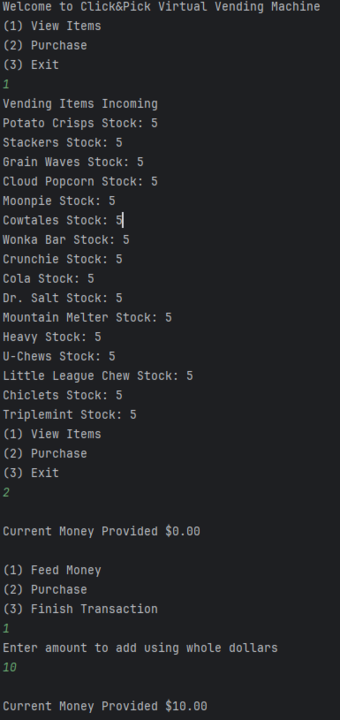 Welcome to Click&Pick Virtual Vending Machine
(1) View Items
(2) Purchase
(3) Exit
1
Vending Items Incoming
Potato Crisps Stock: 5
Stackers Stock: 5
Grain Waves Stock: 5
Cloud Popcorn Stock: 5
Moonpie Stock: 5
Cowtales Stock: 5
Wonka Bar Stock: 5
Crunchie Stock: 5
Cola Stock: 5
Dr. Salt Stock: 5
Mountain Melter Stock: 5
Heavy Stock: 5
U-Chews Stock: 5
Little League Chew Stock: 5
Chiclets Stock: 5
Triplemint Stock: 5
(1) View Items
(2) Purchase
(3) Exit
2
Current Money Provided $0.00
(1) Feed Money
(2) Purchase
(3) Finish Transaction
1
Enter amount to add using whole dollars
10
Current Money Provided $10.00